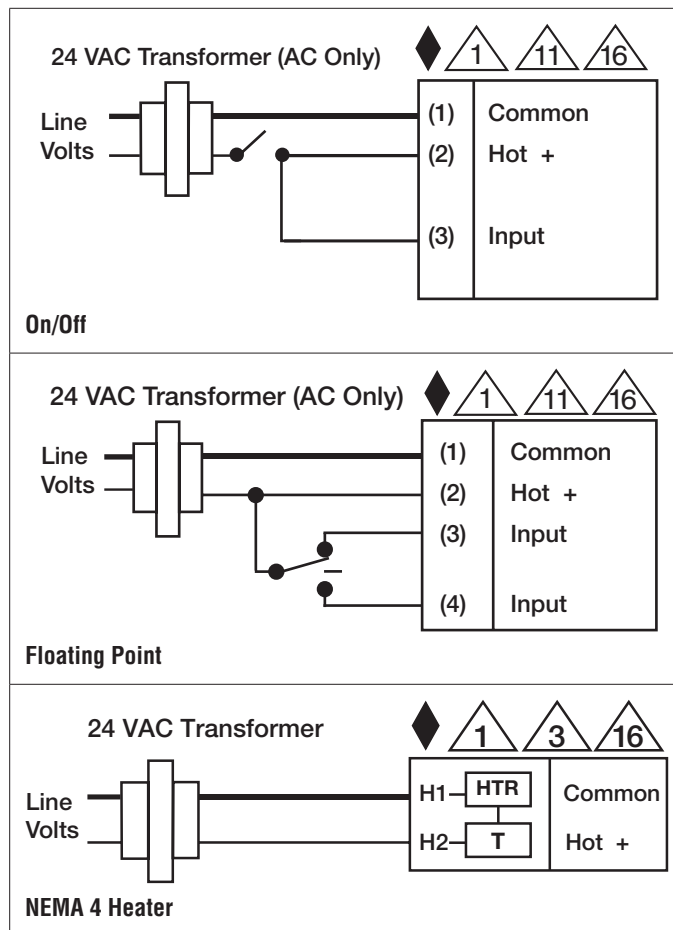 24 VAC Transformer (AC Only)
1 11 16
Line
Volts
(1) Common
(2) Hot +
(3) Input
On/Off
24 VAC Transformer (AC Only)
1 11 16
Line
Volts
(1) Common
(2) Hot +
(3) Input
(4) Input
Floating Point
24 VAC Transformer
1 3 16
Line
Volts
H1 HTR Common
H2 T Hot +
NEMA 4 Heater